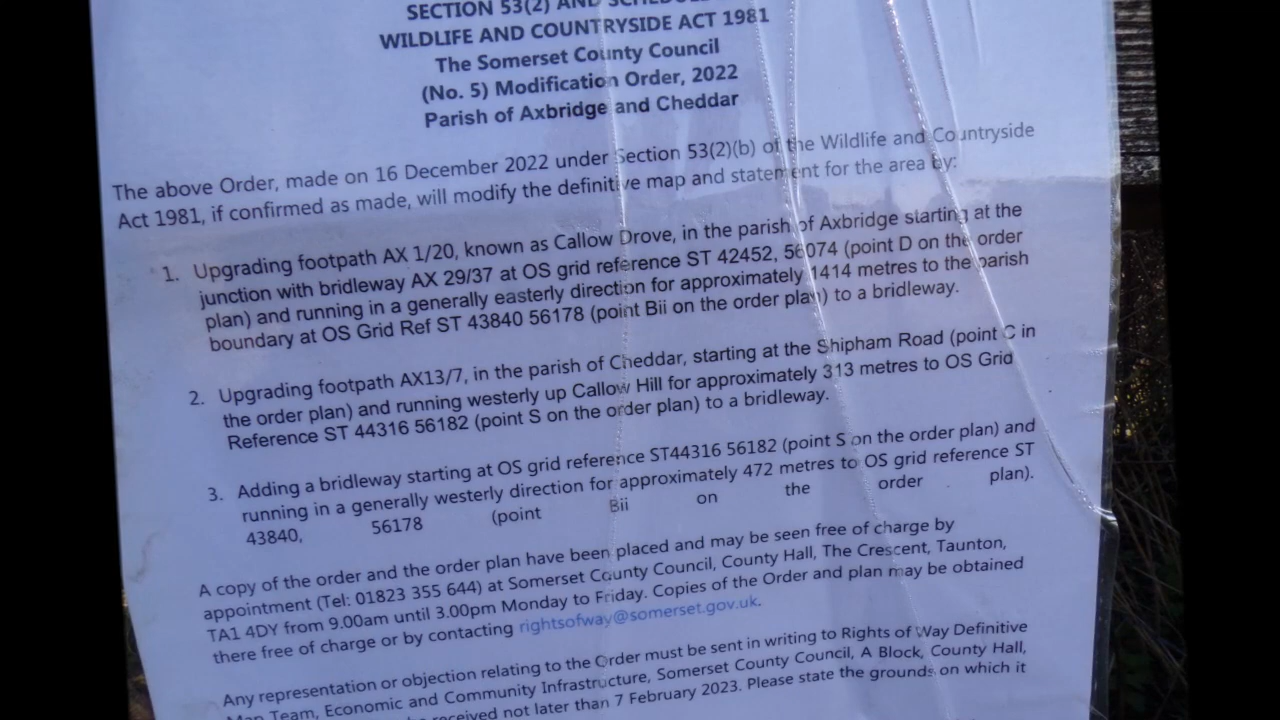 SECTION 53(2) AND
WILDLIFE AND COUNTRYSIDE ACT 1981
The Somerset County Council
(No. 5) Modification Order, 2022
Parish of Axbridge and Cheddar
The above Order, made on 16 December 2022 under Section 53(2)(b) of the Wildlife and Countryside
Act 1981, if confirmed as made, will modify the definitive map and statement for the area by:
1. Upgrading footpath AX 1/20, known as Callow Drove, in the parish of Axbridge starting at the
junction with bridleway AX 29/37 at OS grid reference ST 42452, 56074 (point D on the order
plan) and running in a generally easterly direction for approximately 1414 metres to the parish
boundary at OS Grid Ref ST 43840 56178 (point Bii on the order plan) to a bridleway.
2. Upgrading footpath AX13/7, in the parish of Cheddar, starting at the Shipham Road (point C in
the order plan) and running westerly up Callow Hill for approximately 313 metres to OS Grid
Reference ST 44316 56182 (point S on the order plan) to a bridleway.
3. Adding a bridleway starting at OS grid reference ST44316 56182 (point S on the order plan) and
running in a generally westerly direction for approximately 472 metres to OS grid reference ST
43840, 56178 (point Bii on the order plan).
A copy of the order and the order plan have been placed and may be seen free of charge by
appointment (Tel: 01823 355 644) at Somerset County Council, County Hall, The Crescent, Taunton,
TA1 4DY from 9.00am until 3.00pm Monday to Friday. Copies of the Order and plan may be obtained
there free of charge or by contacting rightsofway@somerset.gov.uk.
Any representation or objection relating to the Order must be sent in writing to Rights of Way Definitive
Map Team, Economic and Community Infrastructure, Somerset County Council, A Block, County Hall,
received not later than 7 February 2023. Please state the grounds on which it